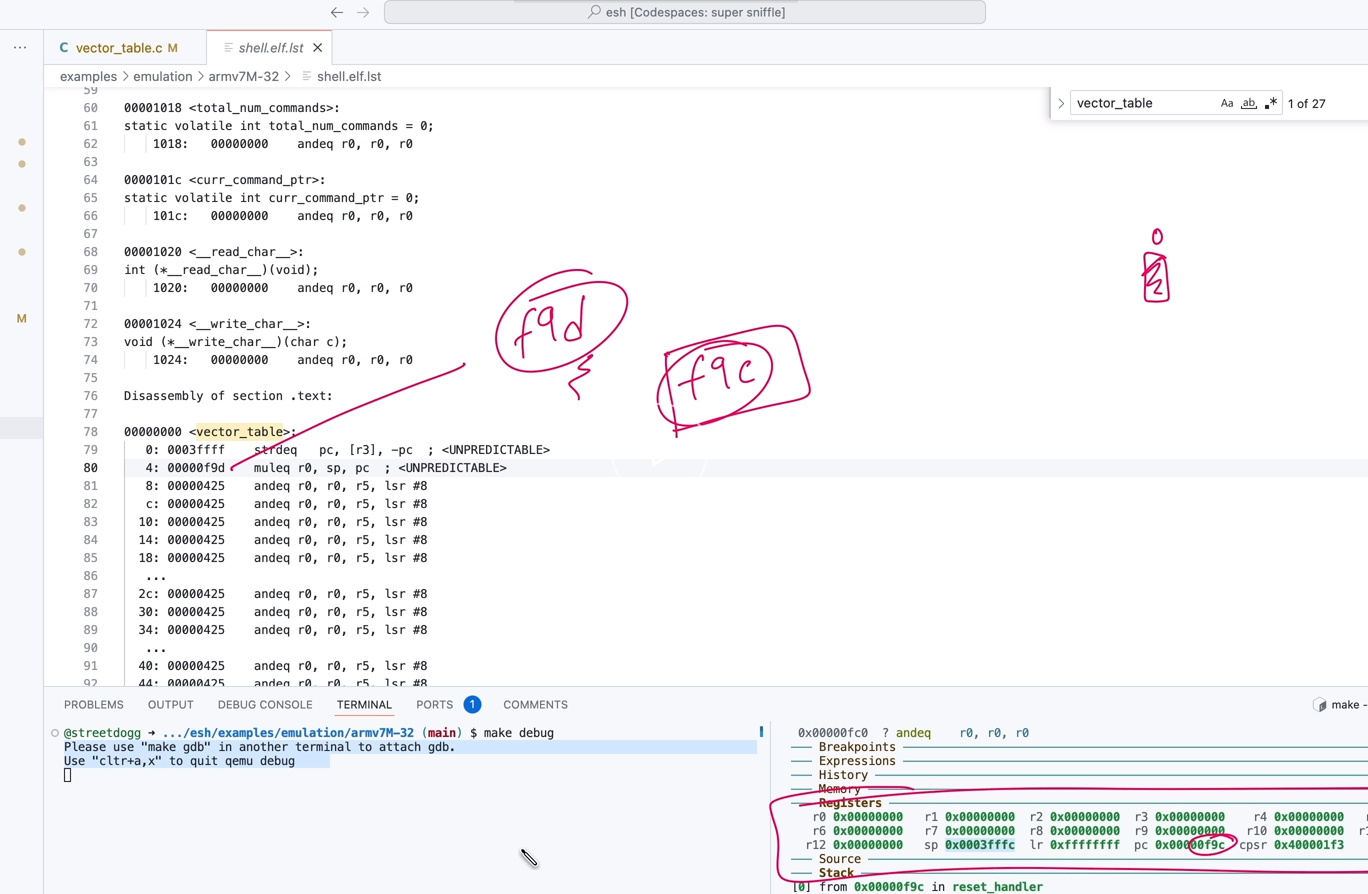 esh [Codespaces: super sniffle]
vector_table.c M
shell.elf.lst
examples > emulation > armv7M-32 > shell.elf.lst
vector_table Aa ab 1 of 27
59
60 00001018 <total_num_commands>:
61 static volatile int total_num_commands = 0;
62 1018: 00000000 andeq r0, r0, r0
63
64 0000101c <curr_command_ptr>:
65 static volatile int curr_command_ptr = 0;
66 101c: 00000000 andeq r0, r0, r0
67
68 00001020 <__read_char__>:
69 int (*__read_char__)(void);
70 1020: 00000000 andeq r0, r0, r0
71
72 00001024 <__write_char__>:
73 void (*__write_char__)(char c);
74 1024: 00000000 andeq r0, r0, r0
75
76 Disassembly of section .text:
77
78 00000000 <vector_table>:
79 0: 0003ffff strdeq pc, [r3], -pc ; <UNPREDICTABLE>
80 4: 00000f9d muleq r0, sp, pc ; <UNPREDICTABLE>
81 8: 00000425 andeq r0, r0, r5, lsr #8
82 c: 00000425 andeq r0, r0, r5, lsr #8
83 10: 00000425 andeq r0, r0, r5, lsr #8
84 14: 00000425 andeq r0, r0, r5, lsr #8
85 18: 00000425 andeq r0, r0, r5, lsr #8
86 ...
87 2c: 00000425 andeq r0, r0, r5, lsr #8
88 30: 00000425 andeq r0, r0, r5, lsr #8
89 34: 00000425 andeq r0, r0, r5, lsr #8
90 ...
91 40: 00000425 andeq r0, r0, r5, lsr #8
92 44: 00000425 andeq r0, r0, r5, lsr #8
f9d
f9c
0
M
PROBLEMS OUTPUT DEBUG CONSOLE TERMINAL PORTS 1 COMMENTS
make -
@streetdogg → .../esh/examples/emulation/armv7M-32 (main) $ make debug
Please use "make gdb" in another terminal to attach gdb.
Use "cltr+a,x" to quit qemu debug
0x00000fc0 ? andeq r0, r0, r0
Breakpoints
Expressions
History
Memory
Registers
r0 0x00000000 r1 0x00000000 r2 0x00000000 r3 0x00000000 r4 0x00000000
r6 0x00000000 r7 0x00000000 r8 0x00000000 r9 0x00000000 r10 0x00000000
r12 0x00000000 sp 0x0003fffc lr 0xffffffff pc 0x00000f9c cpsr 0x400001f3
Source
Stack
[0] from 0x00000f9c in reset_handler